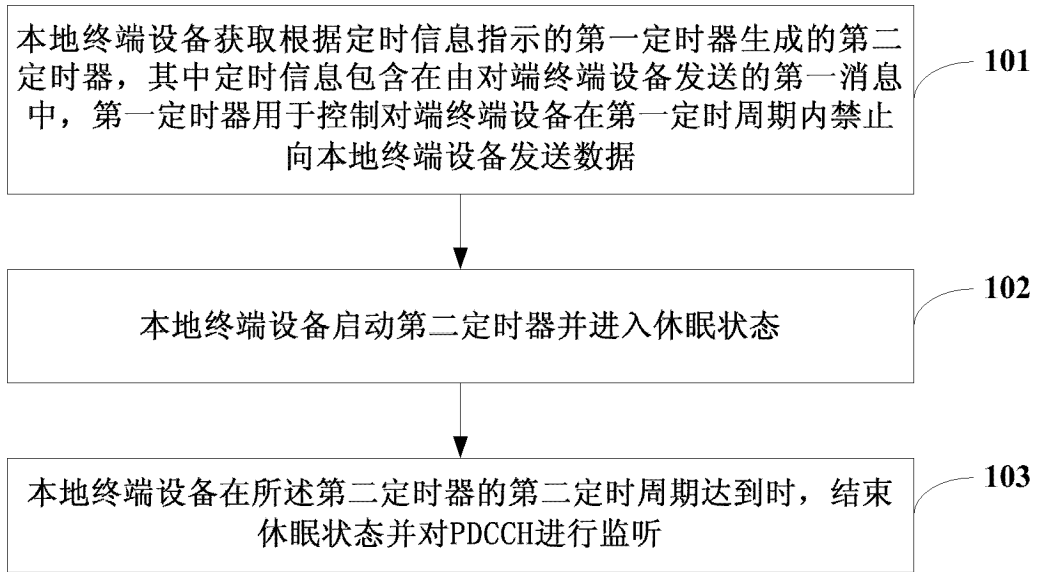 本地终端设备获取根据定时信息指示的第一定时器生成的第二
定时器，其中定时信息包含在由对端终端设备发送的第一消息
中，第一定时器用于控制对端终端设备在第一定时周期内禁止
向本地终端设备发送数据
101
本地终端设备启动第二定时器并进入休眠状态
102
本地终端设备在所述第二定时器的第二定时周期达到时，结束
休眠状态并对PDCCH进行监听
103